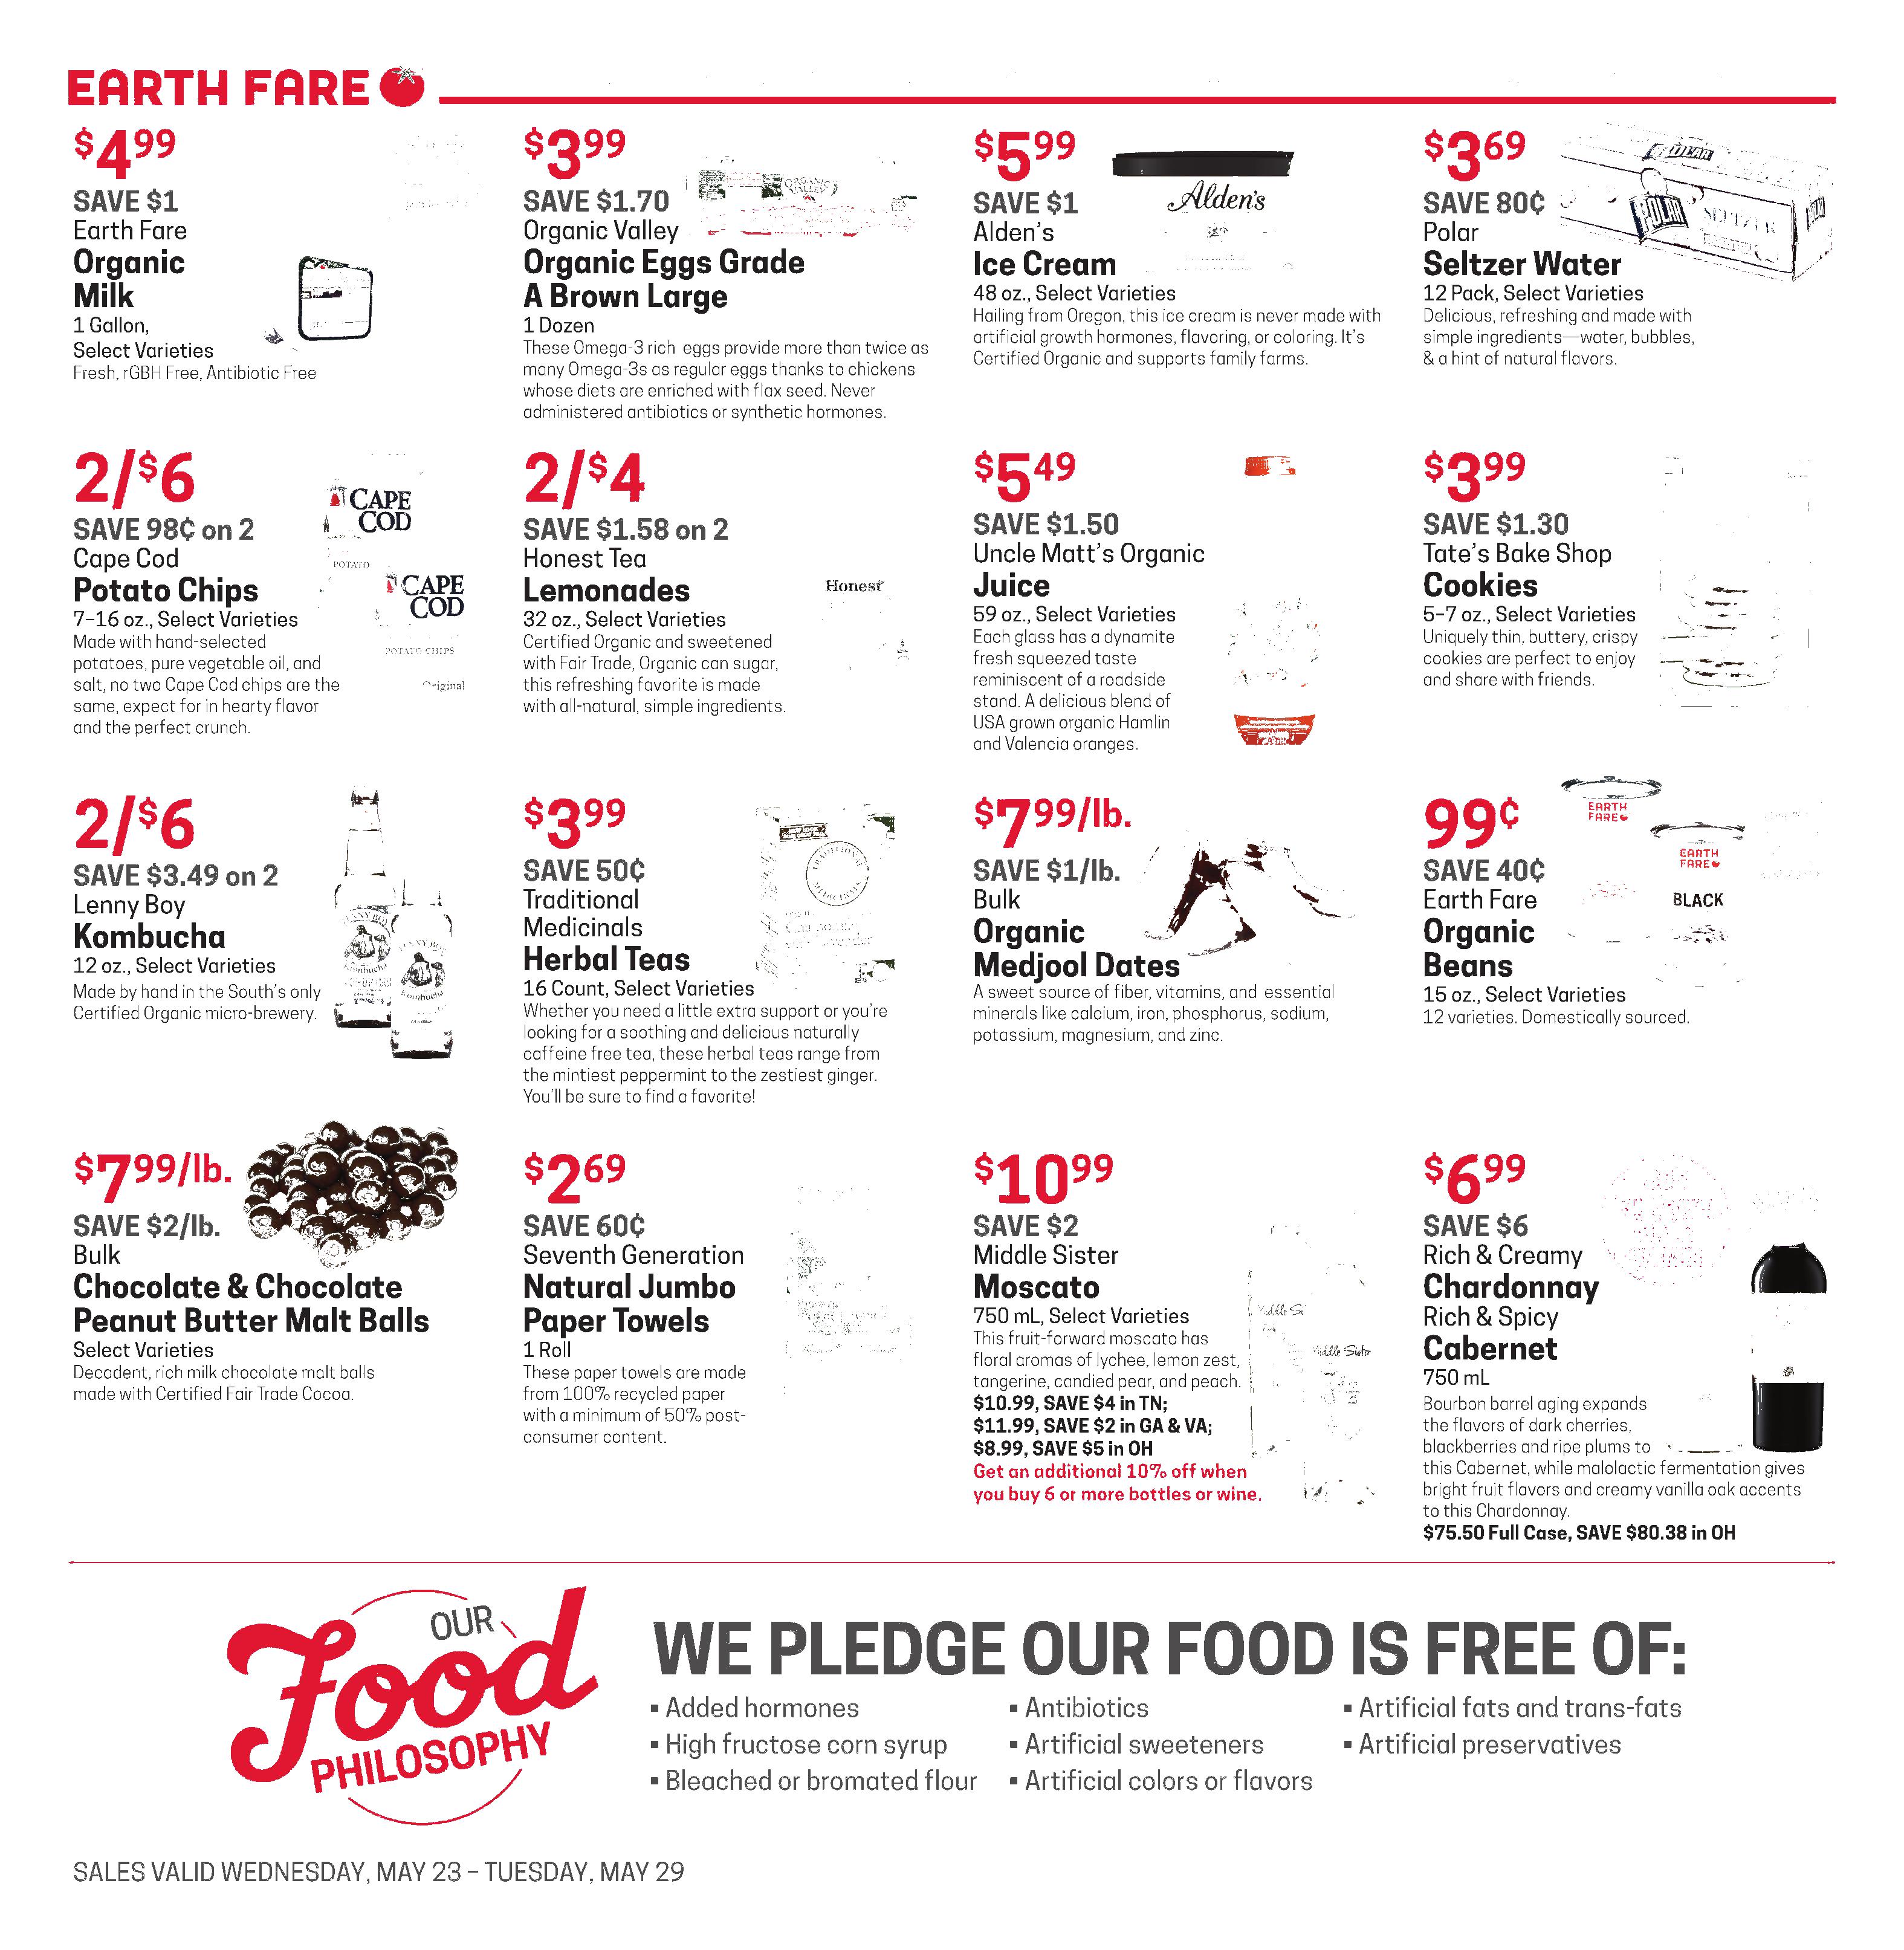 EARTH FARE
$4.99
SAVE $1
Earth Fare
Organic
Milk
1 Gallon,
Select Varieties
Fresh, rGBH Free, Antibiotic Free
$3.99
SAVE $1.70
Organic Valley
Organic Eggs Grade
A Brown Large
1 Dozen
These Omega-3 rich eggs provide more than twice as
many Omega-3s as regular eggs thanks to chickens
whose diets are enriched with flax seed. Never
administered antibiotics or synthetic hormones.
ORGANIC
VALLEY
$5.99
SAVE $1
Alden's
Ice Cream
48 oz., Select Varieties
Hailing from Oregon, this ice cream is never made with
artificial growth hormones, flavoring, or coloring. It's
Certified Organic and supports family farms.
Alden's
$3.69
SAVE 80¢
Polar
Seltzer Water
12 Pack, Select Varieties
Delicious, refreshing and made with
simple ingredients—water, bubbles,
& a hint of natural flavors.
POLAR
POLAR
SELTZER
2/$6
SAVE 98¢ on 2
Cape Cod
Potato Chips
7–16 oz., Select Varieties
Made with hand-selected
potatoes, pure vegetable oil, and
salt, no two Cape Cod chips are the
same, expect for in hearty flavor
and the perfect crunch.
CAPE
COD
POTATO
CAPE
COD
POTATO CHIPS
Original
2/$4
SAVE $1.58 on 2
Honest Tea
Lemonades
32 oz., Select Varieties
Certified Organic and sweetened
with Fair Trade, Organic can sugar,
this refreshing favorite is made
with all-natural, simple ingredients.
Honest
$5.49
SAVE $1.50
Uncle Matt's Organic
Juice
59 oz., Select Varieties
Each glass has a dynamite
fresh squeezed taste
reminiscent of a roadside
stand. A delicious blend of
USA grown organic Hamlin
and Valencia oranges.
$3.99
SAVE $1.30
Tate's Bake Shop
Cookies
5–7 oz., Select Varieties
Uniquely thin, buttery, crispy
cookies are perfect to enjoy
and share with friends.
2/$6
SAVE $3.49 on 2
Lenny Boy
Kombucha
12 oz., Select Varieties
Made by hand in the South's only
Certified Organic micro-brewery.
LENNY BOY
Kombucha
LENNY BOY
Kombucha
$3.99
SAVE 50¢
Traditional
Medicinals
Herbal Teas
16 Count, Select Varieties
Whether you need a little extra support or you're
looking for a soothing and delicious naturally
caffeine free tea, these herbal teas range from
the mintiest peppermint to the zestiest ginger.
You'll be sure to find a favorite!
TRADITIONAL
MEDICINALS
$7.99/lb.
SAVE $1/lb.
Bulk
Organic
Medjool Dates
A sweet source of fiber, vitamins, and essential
minerals like calcium, iron, phosphorus, sodium,
potassium, magnesium, and zinc.
99¢
SAVE 40¢
Earth Fare
Organic
Beans
15 oz., Select Varieties
12 varieties. Domestically sourced.
EARTH
FARE
EARTH
FARE
BLACK
$7.99/lb.
SAVE $2/lb.
Bulk
Chocolate & Chocolate
Peanut Butter Malt Balls
Select Varieties
Decadent, rich milk chocolate malt balls
made with Certified Fair Trade Cocoa.
$2.69
SAVE 60¢
Seventh Generation
Natural Jumbo
Paper Towels
1 Roll
These paper towels are made
from 100% recycled paper
with a minimum of 50% post-
consumer content.
$10.99
SAVE $2
Middle Sister
Moscato
750 mL, Select Varieties
This fruit-forward moscato has
floral aromas of lychee, lemon zest,
tangerine, candied pear, and peach.
$10.99, SAVE $4 in TN;
$11.99, SAVE $2 in GA & VA;
$8.99, SAVE $5 in OH
Get an additional 10% off when
you buy 6 or more bottles or wine.
Middle Sister
$6.99
SAVE $6
Rich & Creamy
Chardonnay
Rich & Spicy
Cabernet
750 mL
Bourbon barrel aging expands
the flavors of dark cherries,
blackberries and ripe plums to
this Cabernet, while malolactic fermentation gives
bright fruit flavors and creamy vanilla oak accents
to this Chardonnay.
$75.50 Full Case, SAVE $80.38 in OH
OUR
Food
PHILOSOPHY
WE PLEDGE OUR FOOD IS FREE OF:
▪ Added hormones
▪ High fructose corn syrup
▪ Bleached or bromated flour
▪ Antibiotics
▪ Artificial sweeteners
▪ Artificial colors or flavors
▪ Artificial fats and trans-fats
▪ Artificial preservatives
SALES VALID WEDNESDAY, MAY 23 – TUESDAY, MAY 29